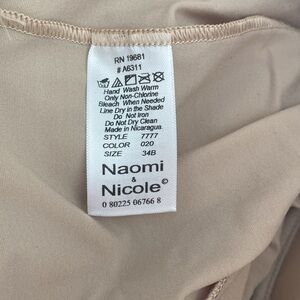 RN 19681
# A6311
Hand Wash Warm
Only Non-Chlorine
Bleach When Needed
Line Dry in the Shade
Do Not Iron
Do Not Dry Clean
Made in Nicaragua
STYLE 7777
COLOR 020
SIZE 34B
Naomi
&
Nicole©
0 80225 06766 8